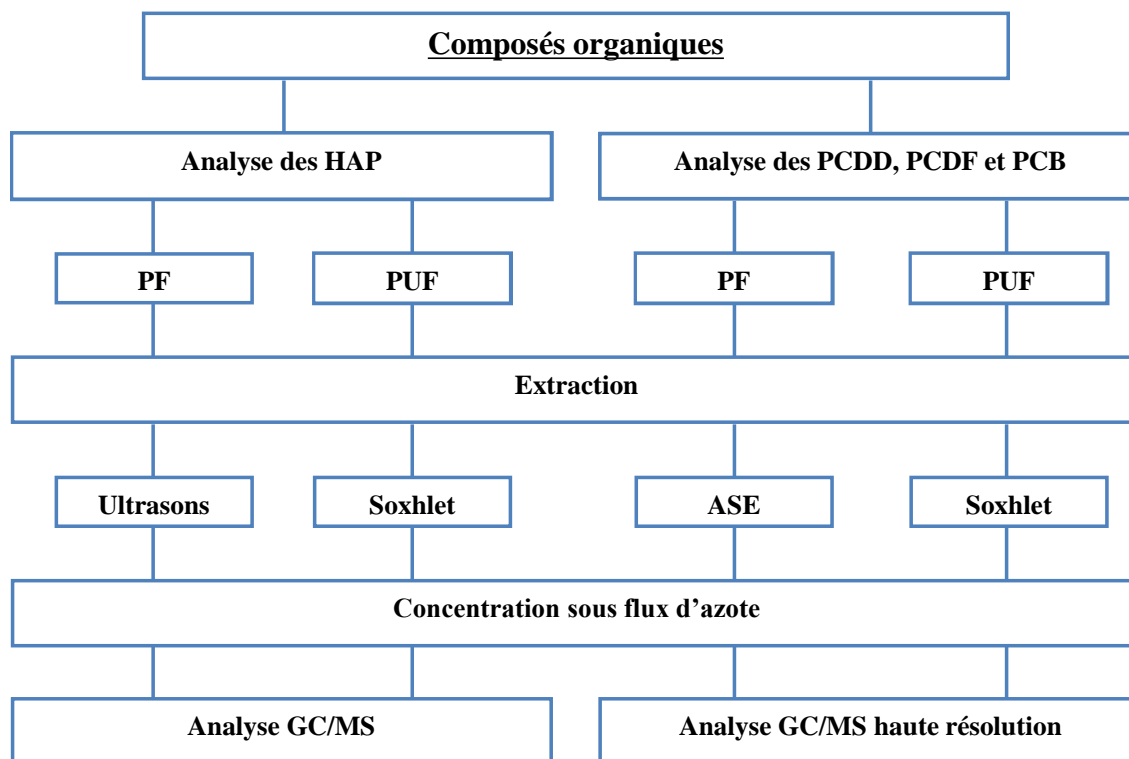 Composés organiques
Analyse des HAP
Analyse des PCDD, PCDF et PCB
PF
PUF
PF
PUF
Extraction
Ultrasons
Soxhlet
ASE
Soxhlet
Concentration sous flux d’azote
Analyse GC/MS
Analyse GC/MS haute résolution